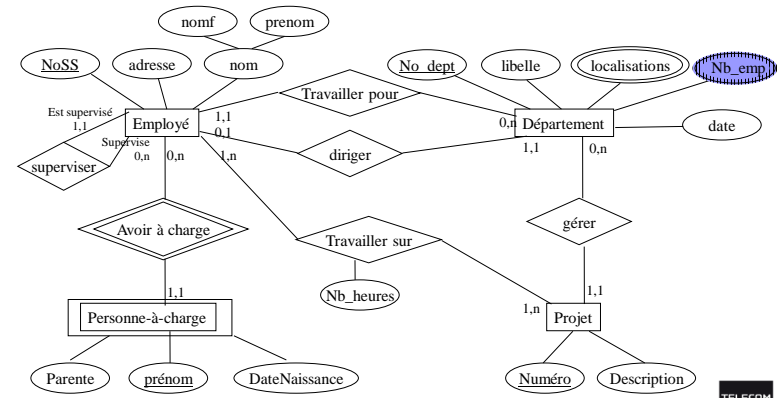 nomf
prenom
NoSS
adresse
nom
No_dept
libelle
localisations
Nb_emp
Travailler pour
Est supervisé
1,1
Employé
1,1
0,1
0,n
Département
date
Supervise
0,n
0,n
1,n
diriger
1,1
0,n
superviser
Avoir à charge
Travailler sur
gérer
Nb_heures
1,1
1,n
1,1
Personne-à-charge
Projet
Parente
prénom
DateNaissance
Numéro
Description
TELECOM